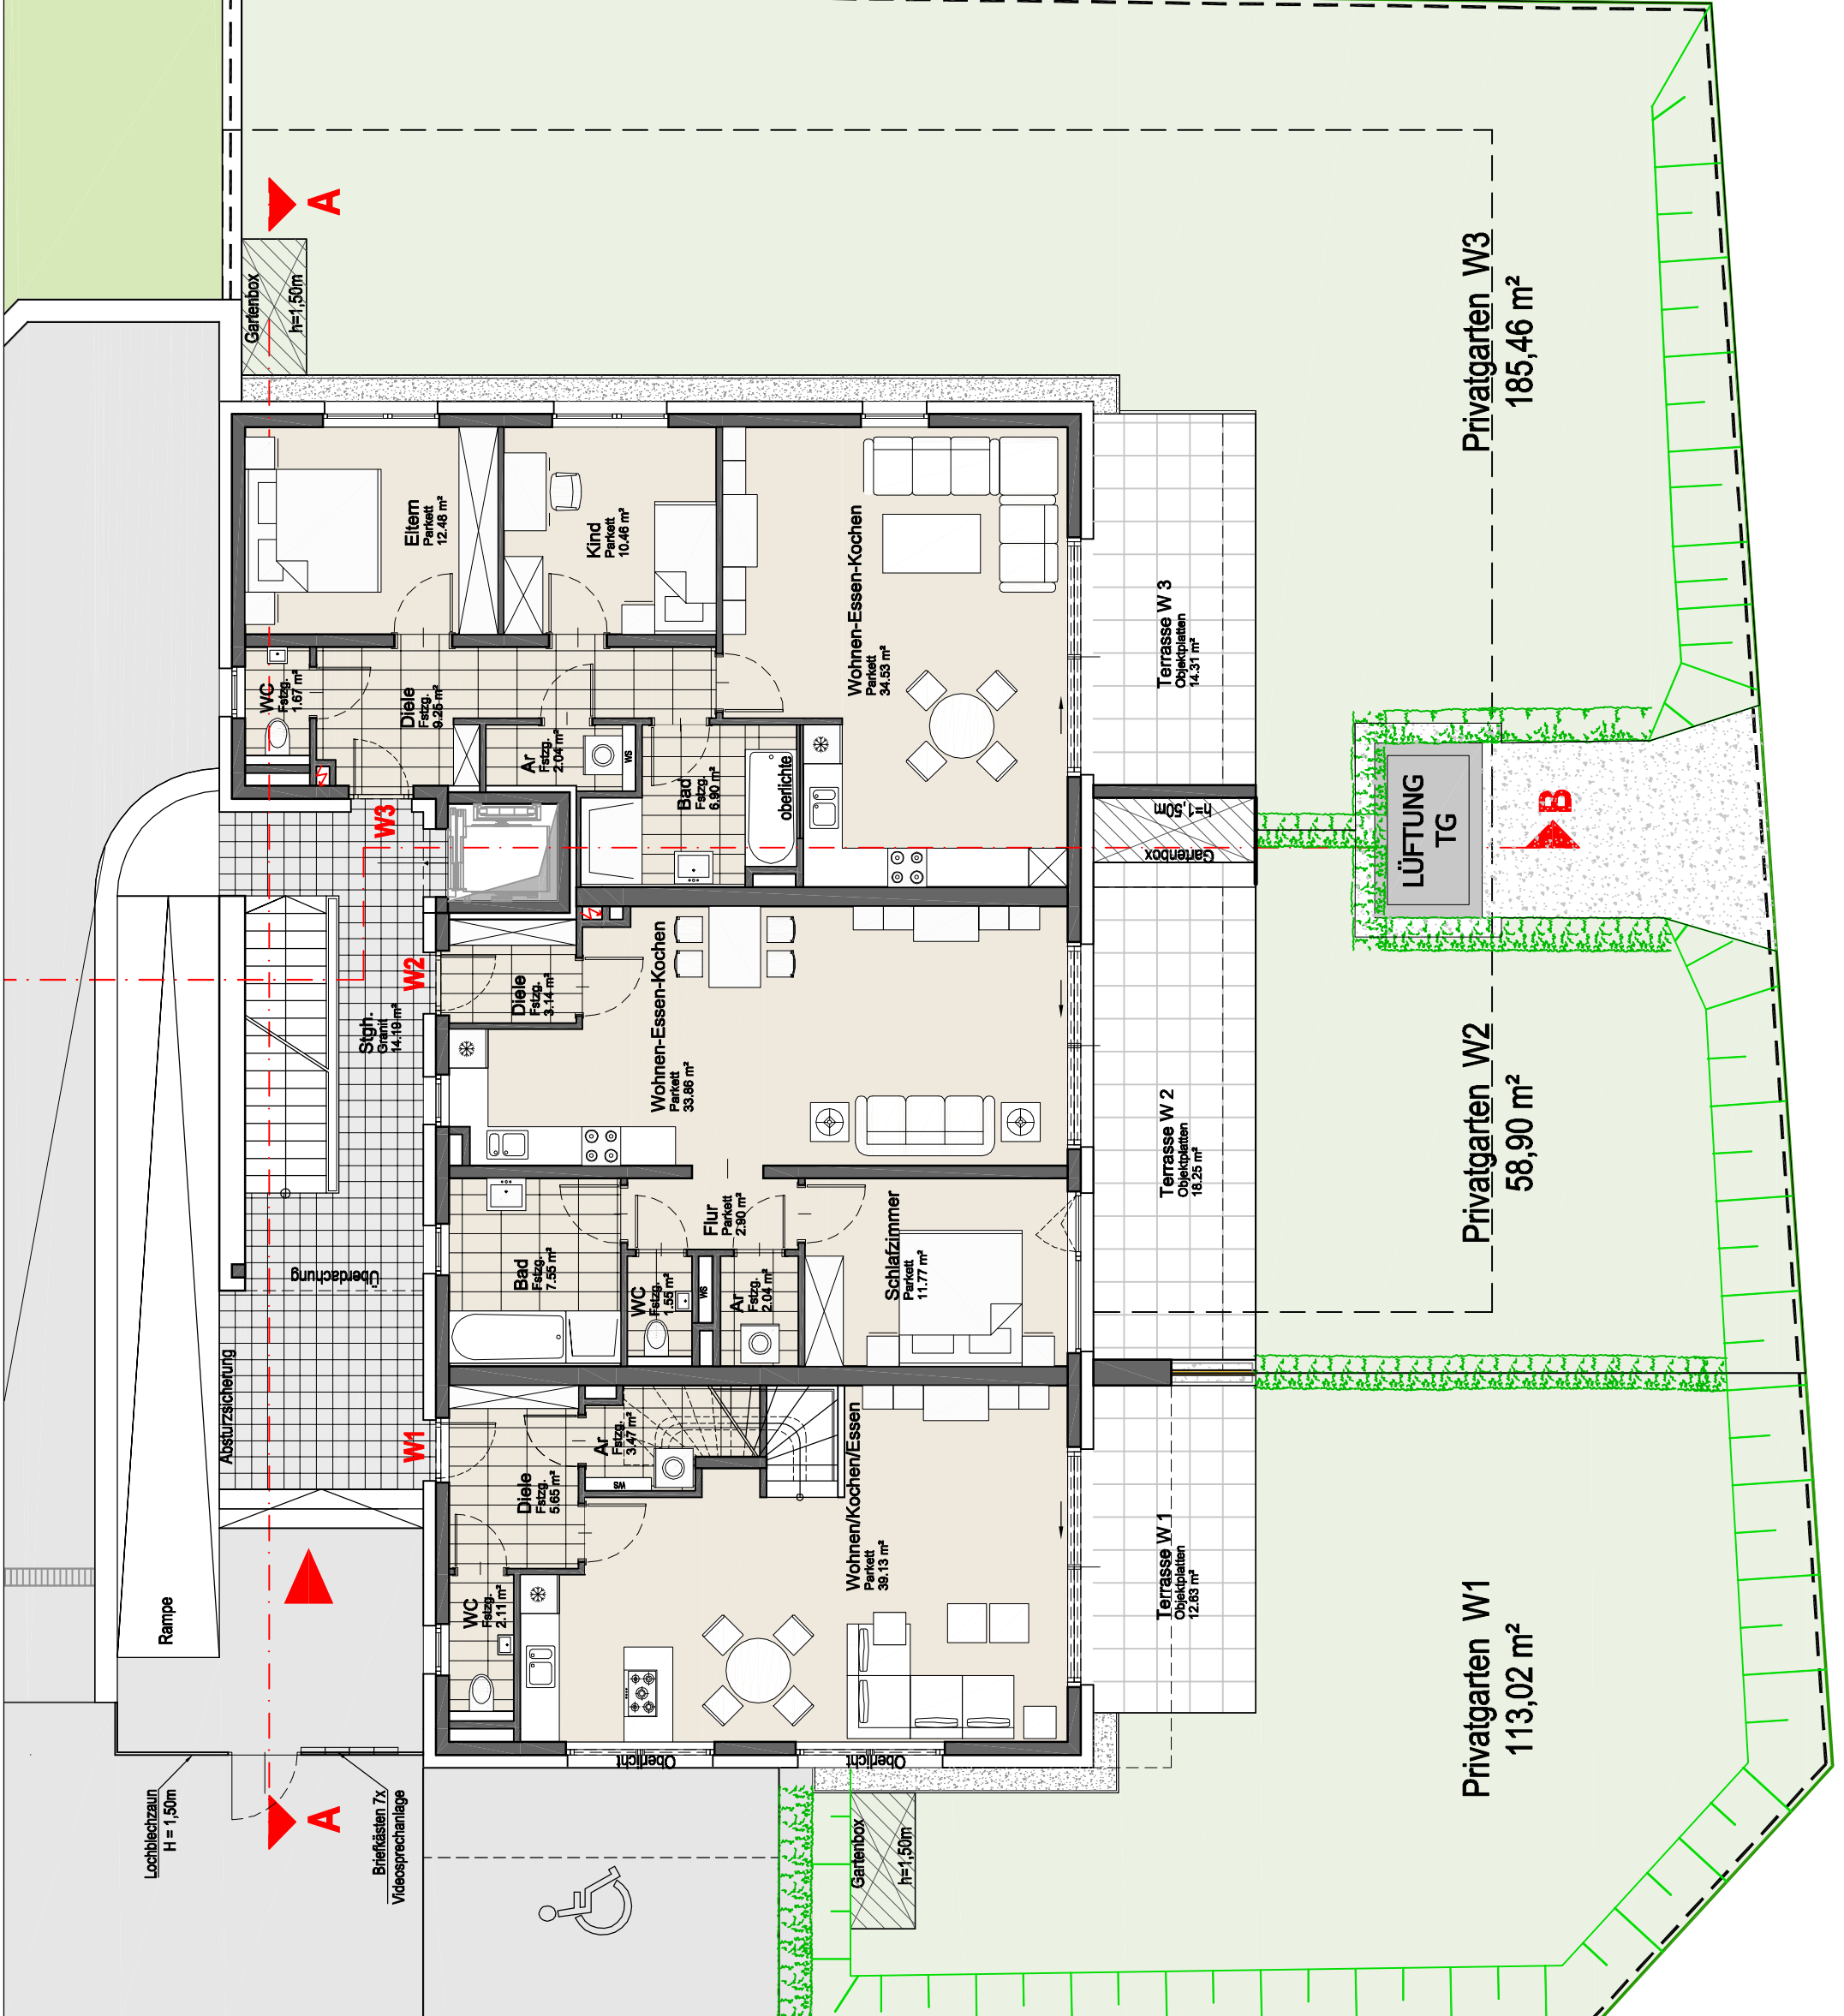 Gartenbox
h=1,50m
A
Eltern
Parkett
12.48 m²
Kind
Parkett
10.46 m²
Wohnen-Essen-Kochen
Parkett
34.53 m²
WC
Fstzg.
1.67 m²
Diele
Fstzg.
9.25 m²
Ar
Fstzg.
2.04 m²
WS
Bad
Fstzg.
6.90 m²
oberlichte
Terrasse W 3
Objektplatten
14.31 m²
Privatgarten W3
185,46 m²
W3
Gartenbox
h=1,50m
LÜFTUNG
TG
B
W2
Stgh.
Granit
14.19 m²
Diele
Fstzg.
3.14 m²
Wohnen-Essen-Kochen
Parkett
33.86 m²
Bad
Fstzg.
7.55 m²
WC
Fstzg.
1.55 m²
WS
Flur
Parkett
2.90 m²
Ar
Fstzg.
2.04 m²
Schlafzimmer
Parkett
11.77 m²
Terrasse W 2
Objektplatten
18.25 m²
Privatgarten W2
58,90 m²
Überdachung
Absturzsicherung
W1
Diele
Fstzg.
5.65 m²
Ar
Fstzg.
3.47 m²
WS
WC
Fstzg.
2.11 m²
Wohnen/Kochen/Essen
Parkett
39.13 m²
Oberlicht
Oberlicht
Terrasse W 1
Objektplatten
12.63 m²
Privatgarten W1
113,02 m²
Rampe
Lochblechzaun
H = 1,50m
A
Briefkästen 7x
Videosprechanlage
Gartenbox
h=1,50m